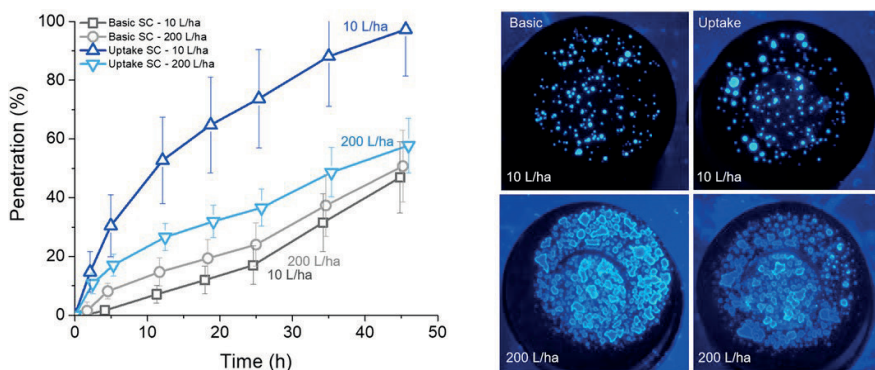 Penetration (%)
100
80
60
40
20
0
Basic SC - 10 L/ha
Basic SC - 200 L/ha
Uptake SC - 10 L/ha
Uptake SC - 200 L/ha
10 L/ha
200 L/ha
200 L/ha
10 L/ha
0
10
20
30
40
50
Time (h)
Basic
10 L/ha
Uptake
10 L/ha
200 L/ha
200 L/ha